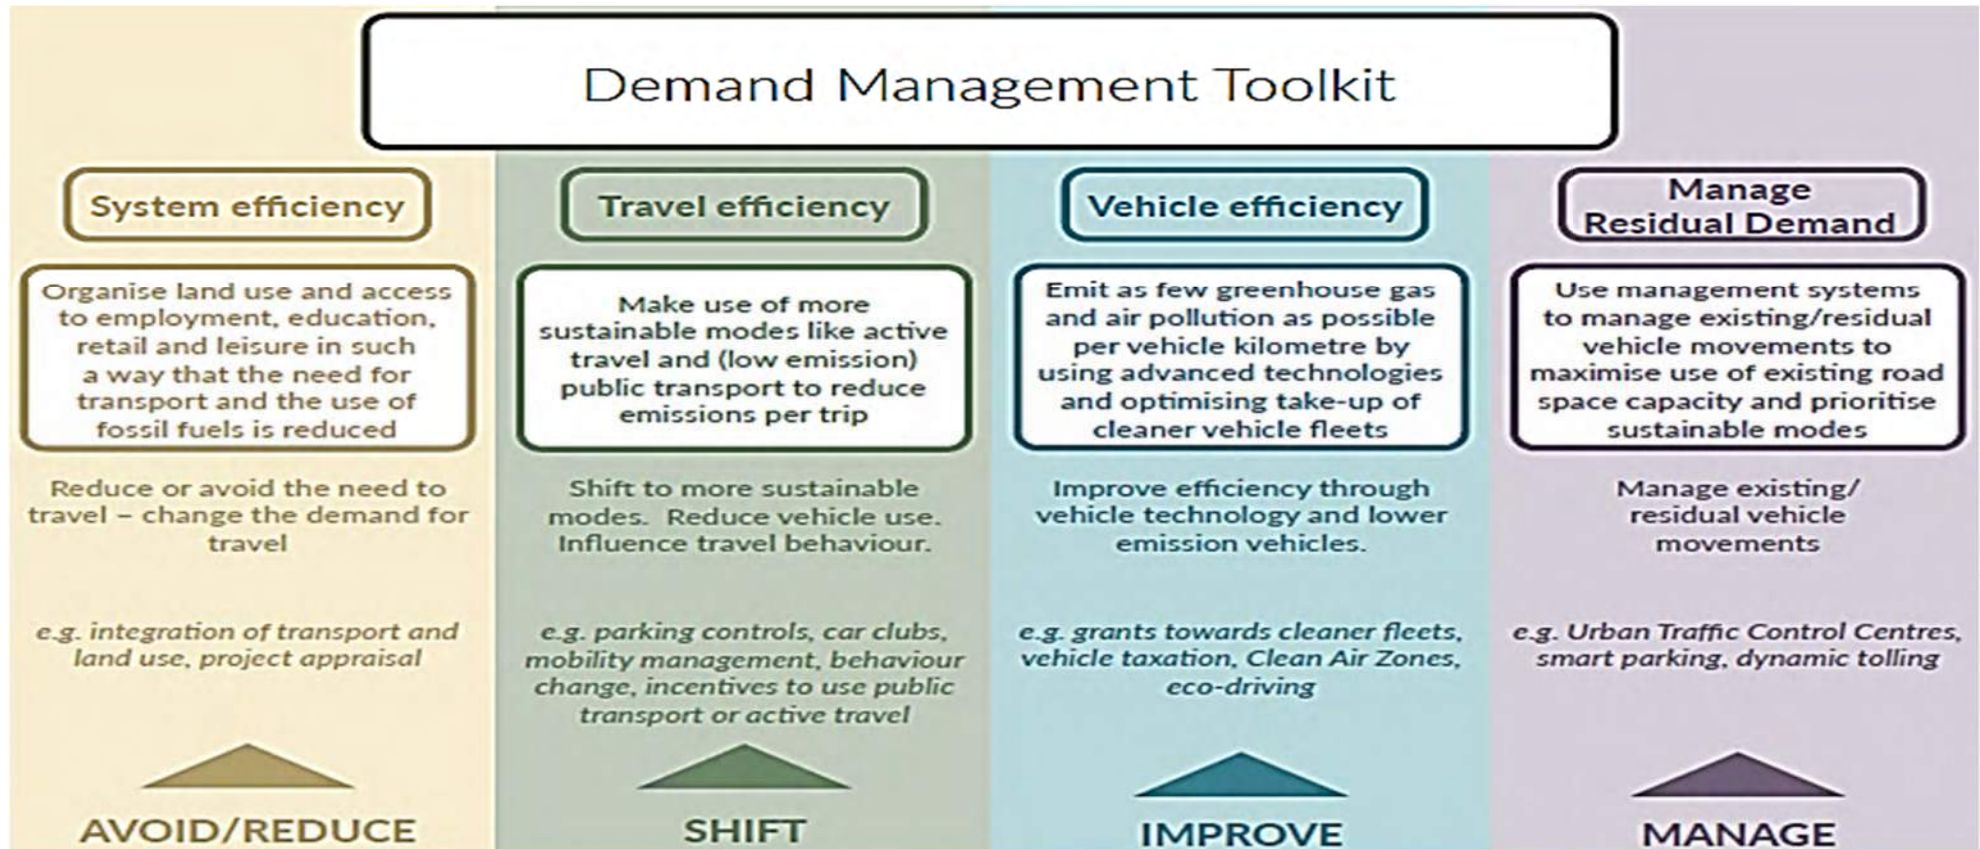 Demand Management Toolkit
System efficiency
Organise land use and access
to employment, education,
retail and leisure in such
a way that the need for
transport and the use of
fossil fuels is reduced
Reduce or avoid the need to
travel – change the demand for
travel
e.g. integration of transport and
land use, project appraisal
AVOID/REDUCE
Travel efficiency
Make use of more
sustainable modes like active
travel and (low emission)
public transport to reduce
emissions per trip
Shift to more sustainable
modes. Reduce vehicle use.
Influence travel behaviour.
e.g. parking controls, car clubs,
mobility management, behaviour
change, incentives to use public
transport or active travel
SHIFT
Vehicle efficiency
Emit as few greenhouse gas
and air pollution as possible
per vehicle kilometre by
using advanced technologies
and optimising take-up of
cleaner vehicle fleets
Improve efficiency through
vehicle technology and lower
emission vehicles.
e.g. grants towards cleaner fleets,
vehicle taxation, Clean Air Zones,
eco-driving
IMPROVE
Manage
Residual Demand
Use management systems
to manage existing/residual
vehicle movements to
maximise use of existing road
space capacity and prioritise
sustainable modes
Manage existing/
residual vehicle
movements
e.g. Urban Traffic Control Centres,
smart parking, dynamic tolling
MANAGE